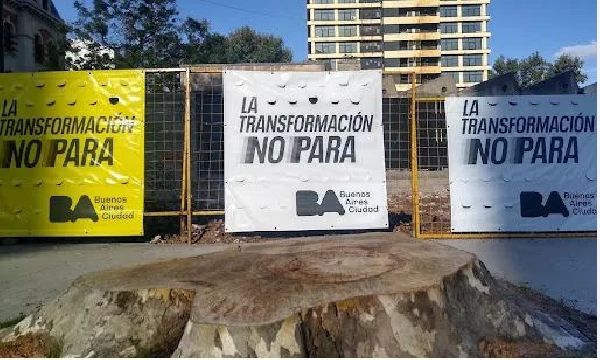 LA
TRANSFORMACIÓN
NO PARA
BA Buenos
Aires
Ciudad
LA
TRANSFORMACIÓN
NO PARA
BA Buenos
Aires
Ciudad
LA
TRANSFORMACIÓN
NO PARA
BA Buenos
Aires
Ciudad